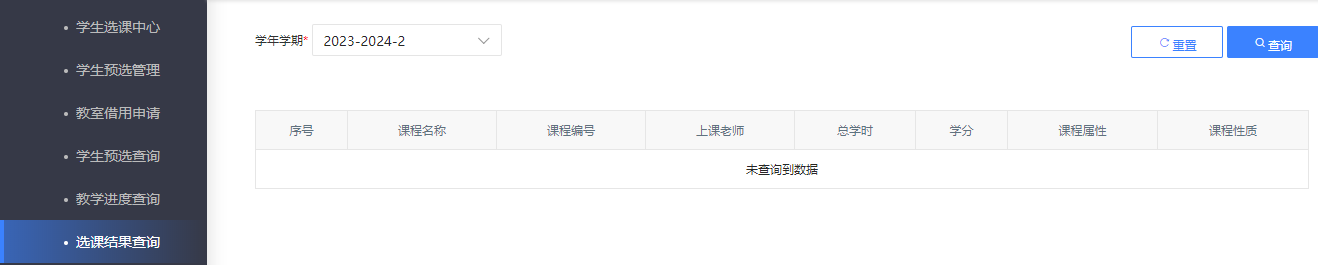 学生选课中心
学生预选管理
教室借用申请
学生预选查询
教学进度查询
选课结果查询
学年学期* 2023-2024-2
重置 查询
序号 课程名称 课程编号 上课老师 总学时 学分 课程属性 课程性质
未查询到数据